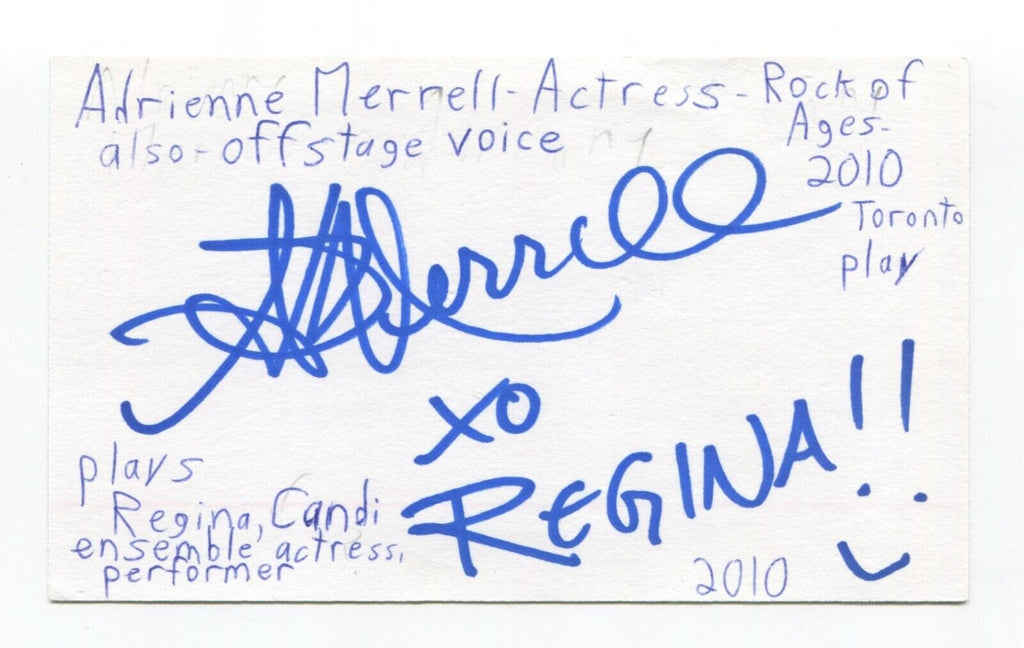 Adrienne Merrell - Actress - Rock of
Ages -
also - offstage voice
2010
Toronto
play
AMerrell
xo
REGINA!!
plays
Regina, Candi
ensemble actress,
performer
2010